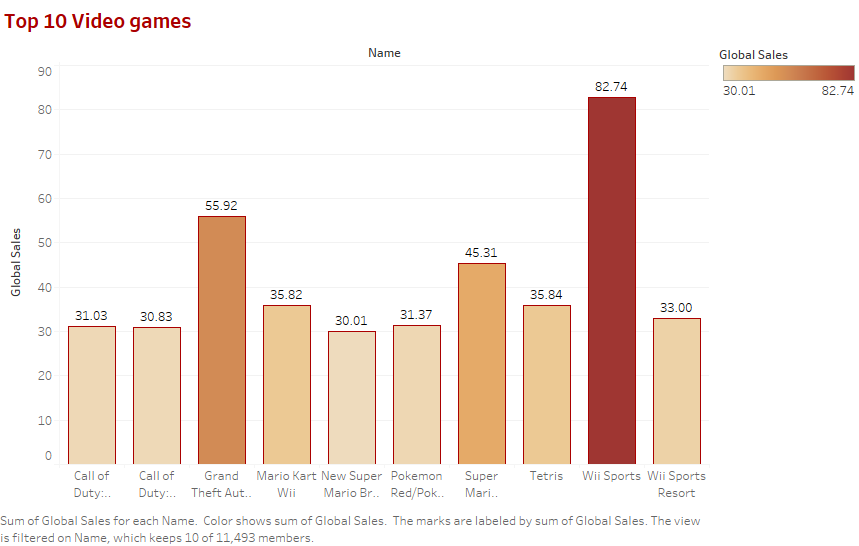 Top 10 Video games
Name
Global Sales
30.01 82.74
90
80
70
60
50
40
30
20
10
0
Global Sales
31.03
30.83
55.92
35.82
30.01
31.37
45.31
35.84
82.74
33.00
Call of
Duty:..
Call of
Duty:..
Grand
Theft Aut..
Mario Kart
Wii
New Super
Mario Br..
Pokemon
Red/Pok..
Super
Mari..
Tetris
Wii Sports
Wii Sports
Resort
Sum of Global Sales for each Name. Color shows sum of Global Sales. The marks are labeled by sum of Global Sales. The view
is filtered on Name, which keeps 10 of 11,493 members.